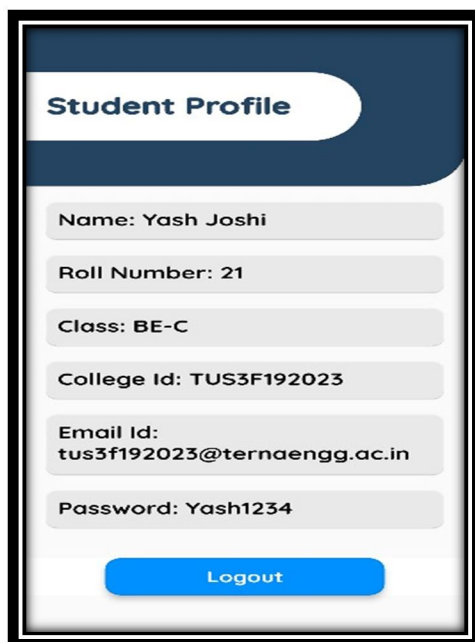 Student Profile
Name: Yash Joshi
Roll Number: 21
Class: BE-C
College Id: TUS3F192023
Email Id:
tus3f192023@ternaengg.ac.in
Password: Yash1234
Logout